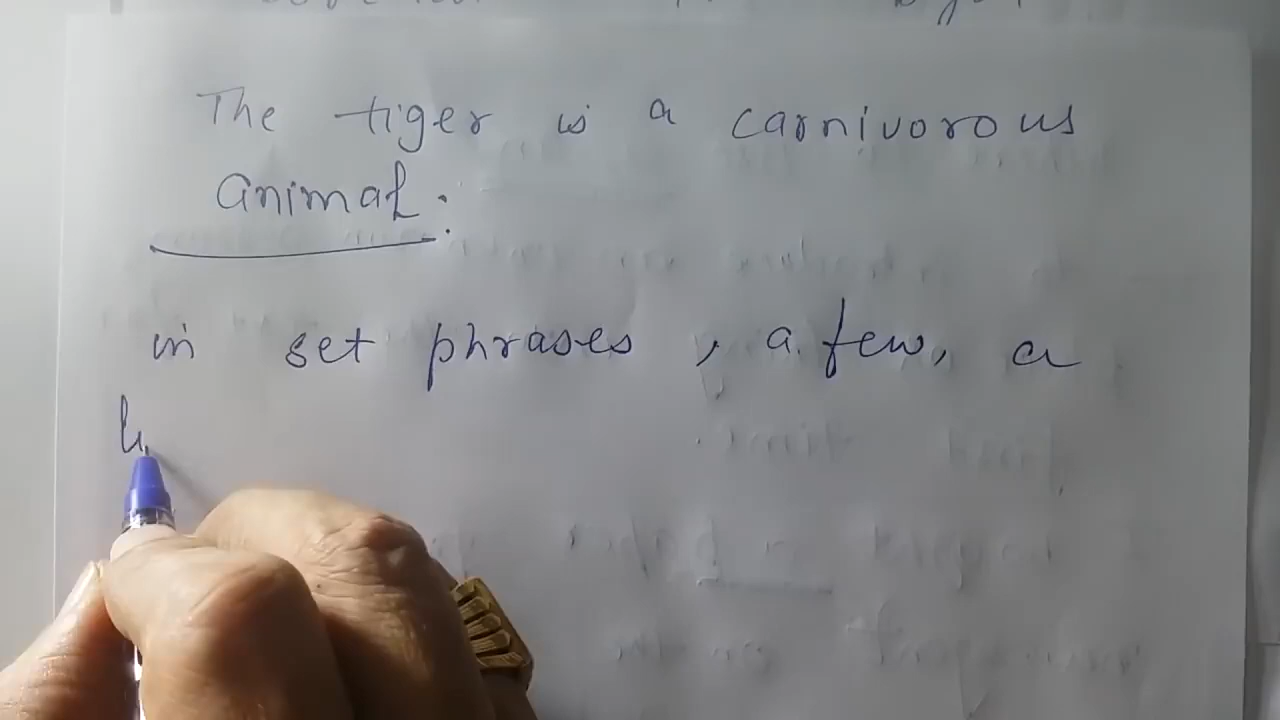 The tiger is a carnivorous
animal.
in set phrases, a few, a